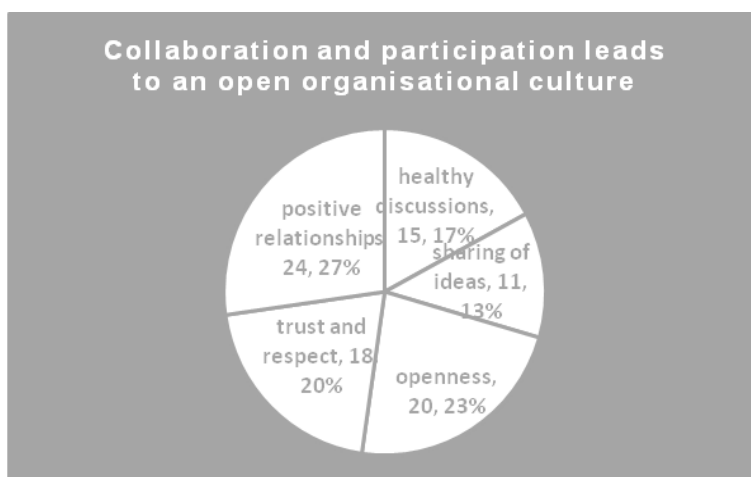 Collaboration and participation leads
to an open organisational culture
healthy
discussions,
15, 17%
sharing of
ideas, 11,
13%
openness,
20, 23%
trust and
respect, 18
20%
positive
relationships
24, 27%